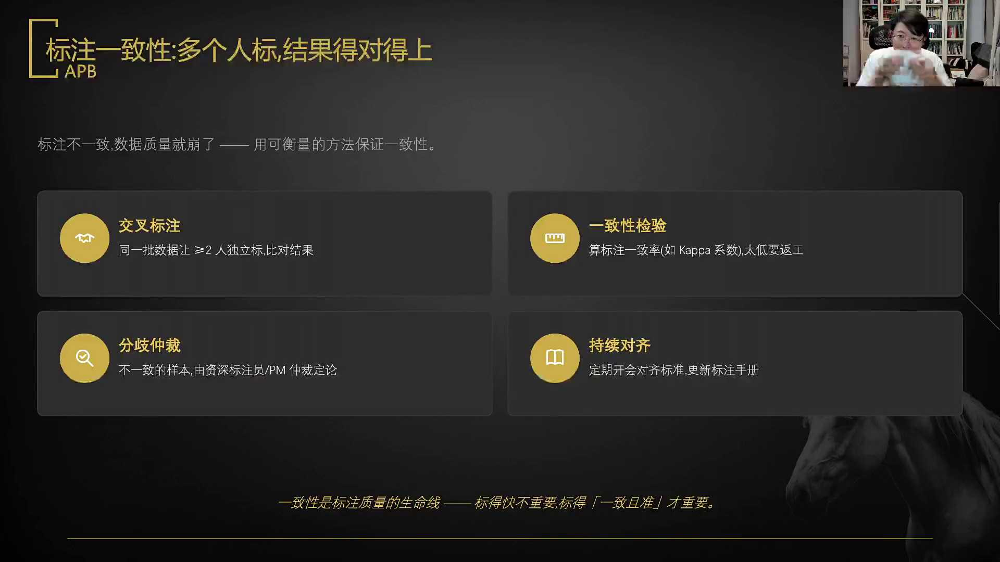 标注一致性:多个人标,结果得对得上
APB
标注不一致,数据质量就崩了 —— 用可衡量的方法保证一致性。
交叉标注
同一批数据让 ≥2 人独立标,比对结果
一致性检验
算标注一致率(如 Kappa 系数),太低要返工
分歧仲裁
不一致的样本,由资深标注员/PM 仲裁定论
持续对齐
定期开会对齐标准,更新标注手册
一致性是标注质量的生命线 —— 标得快不重要,标得「一致且准」才重要。